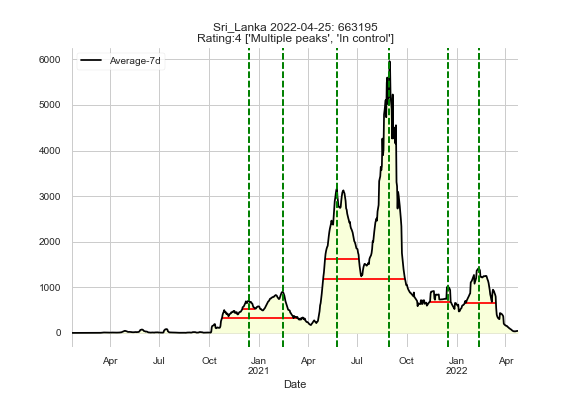 Sri_Lanka 2022-04-25: 663195
Rating:4 ['Multiple peaks', 'In control']
Average-7d
6000
5000
4000
3000
2000
1000
0
Apr Jul Oct Jan Apr Jul Oct Jan Apr
2021 2022
Date